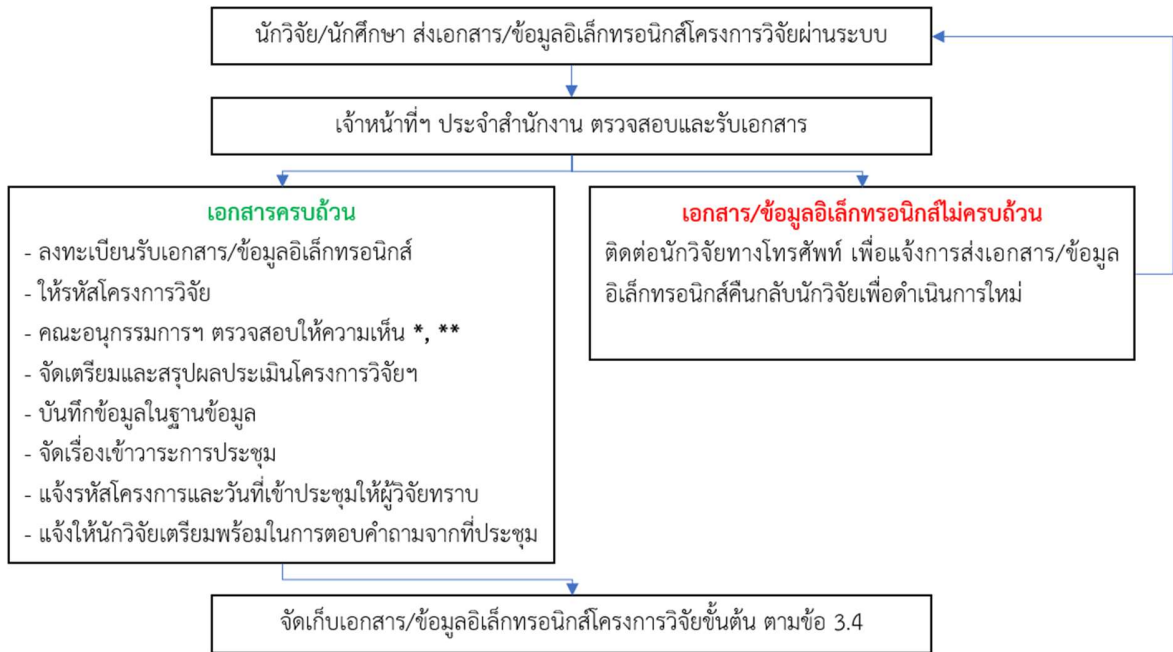 นักวิจัย/นักศึกษา ส่งเอกสาร/ข้อมูลอิเล็กทรอนิกส์โครงการวิจัยผ่านระบบ
เจ้าหน้าที่ฯ ประจำสำนักงาน ตรวจสอบและรับเอกสาร
เอกสารครบถ้วน
- ลงทะเบียนรับเอกสาร/ข้อมูลอิเล็กทรอนิกส์
- ให้รหัสโครงการวิจัย
- คณะอนุกรรมการฯ ตรวจสอบให้ความเห็น *, **
- จัดเตรียมและสรุปผลประเมินโครงการวิจัยฯ
- บันทึกข้อมูลในฐานข้อมูล
- จัดเรื่องเข้าวาระการประชุม
- แจ้งรหัสโครงการและวันที่เข้าประชุมให้ผู้วิจัยทราบ
- แจ้งให้นักวิจัยเตรียมพร้อมในการตอบคำถามจากที่ประชุม
เอกสาร/ข้อมูลอิเล็กทรอนิกส์ไม่ครบถ้วน
ติดต่อนักวิจัยทางโทรศัพท์ เพื่อแจ้งการส่งเอกสาร/ข้อมูล
อิเล็กทรอนิกส์คืนกลับนักวิจัยเพื่อดำเนินการใหม่
จัดเก็บเอกสาร/ข้อมูลอิเล็กทรอนิกส์โครงการวิจัยขั้นต้น ตามข้อ 3.4